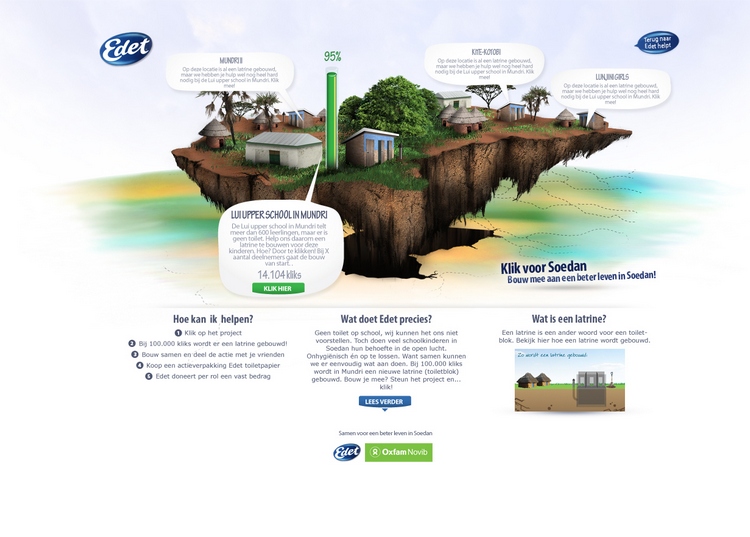 Edet
Terug naar
Edet helpt
95%
MUNDRI B
Op deze locatie is al een latrine gebouwd,
maar we hebben je hulp wel nog heel hard
nodig bij de Lui upper school in Mundri. Klik
mee!
KITE-KOTOBI
Op deze locatie is al een latrine gebouwd,
maar we hebben je hulp wel nog heel hard
nodig bij de Lui upper school in Mundri. Klik
mee!
LUNJINI GIRLS
Op deze locatie is al een latrine gebouwd,
maar we hebben je hulp wel nog heel hard
nodig bij de Lui upper school in Mundri. Klik
mee!
LUI UPPER SCHOOL IN MUNDRI
De Lui upper school in Mundri telt
meer dan 600 leerlingen, maar er is
geen toilet. Help ons daarom een
latrine te bouwen voor deze
kinderen. Hoe? Door te klikken! Bij X
aantal deelnemers gaat de bouw
van start. .
14.104 kliks
KLIK HIER
Klik voor Soedan
Bouw mee aan een beter leven in Soedan!
Hoe kan ik helpen?
1 Klik op het project
2 Bij 100.000 kliks wordt er een latrine gebouwd!
3 Bouw samen en deel de actie met je vrienden
4 Koop een actieverpakking Edet toiletpapier
5 Edet doneert per rol een vast bedrag
Wat doet Edet precies?
Geen toilet op school, wij kunnen het ons niet
voorstellen. Toch doen veel schoolkinderen in
Soedan hun behoefte in de open lucht.
Onhygiënisch én op te lossen. Want samen kunnen
we er eenvoudig wat aan doen. Bij 100.000 kliks
wordt in Mundri een nieuwe latrine (toiletblok)
gebouwd. Bouw je mee? Steun het project en...
klik!
LEES VERDER
Wat is een latrine?
Een latrine is een ander woord voor een toilet-
blok. Bekijk hier hoe een latrine wordt gebouwd.
Zo wordt een latrine gebouwd.
Samen voor een beter leven in Soedan
Edet
Oxfam Novib